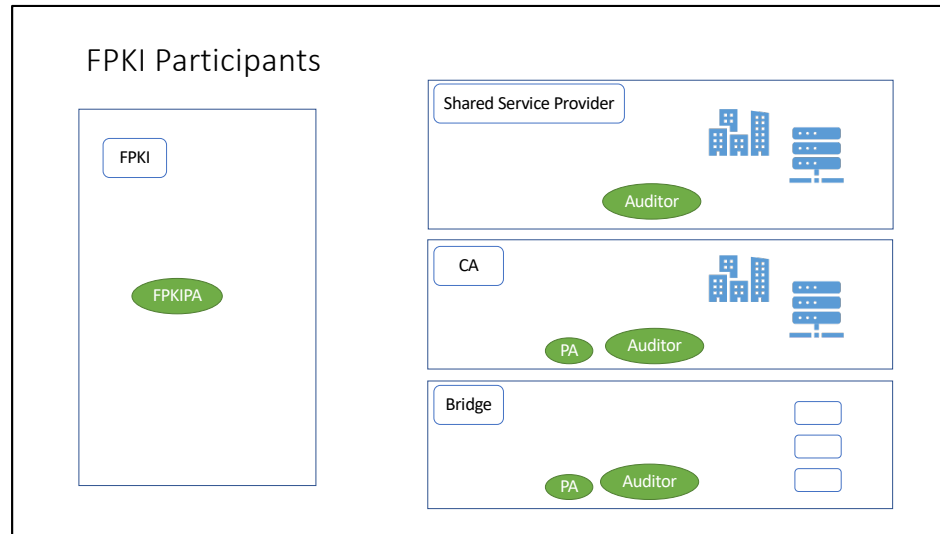 FPKI Participants
FPKI
FPKIPA
Shared Service Provider
Auditor
CA
PA
Auditor
Bridge
PA
Auditor